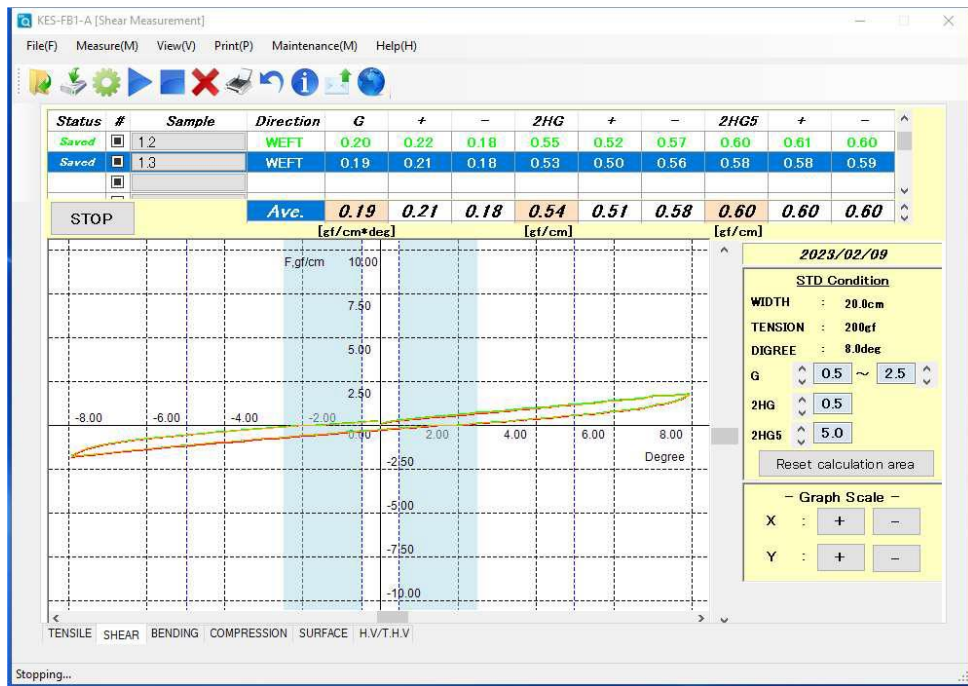 KES-FB1-A [Shear Measurement]
File(F) Measure(M) View(V) Print(P) Maintenance(M) Help(H)
Status # Sample Direction G + - 2HG + - 2HG5 + -
Saved 1.2 WEFT 0.20 0.22 0.18 0.55 0.52 0.57 0.60 0.61 0.60
Saved 1.3 WEFT 0.19 0.21 0.18 0.53 0.50 0.56 0.58 0.58 0.59
STOP Ave. 0.19 0.21 0.18 0.54 0.51 0.58 0.60 0.60 0.60
[gf/cm*deg] [gf/cm] [gf/cm]
F,gf/cm 10.00
7.50
5.00
2.50
-8.00 -6.00 -4.00 -2.00
0.00 2.00 4.00 6.00 8.00
Degree
-2.50
-5.00
-7.50
-10.00
2023/02/09
STD Condition
WIDTH : 20.0cm
TENSION : 200gf
DIGREE : 8.0deg
G 0.5 ~ 2.5
2HG 0.5
2HG5 5.0
Reset calculation area
- Graph Scale -
X : + -
Y : + -
TENSILE SHEAR BENDING COMPRESSION SURFACE H.V/T.H.V
Stopping...